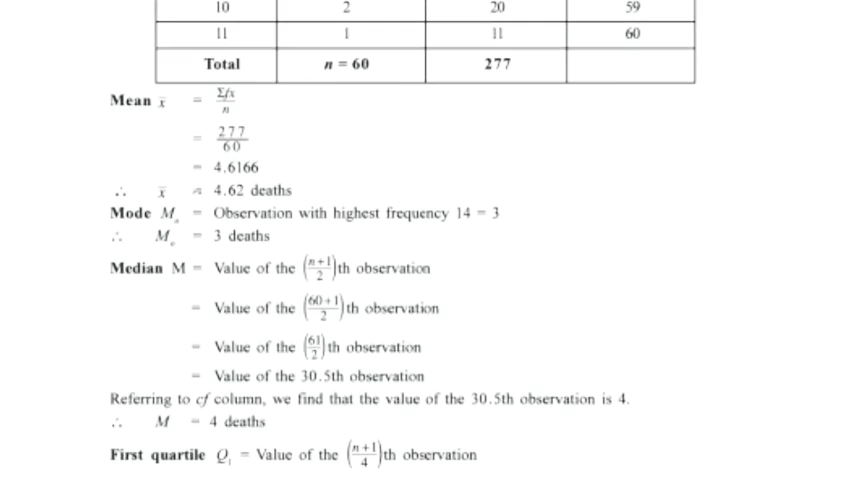 10 2 20 59
11 1 11 60
Total n = 60 277
Mean x̄ = Σfx/n
= 277/60
= 4.6166
∴ x̄ ≈ 4.62 deaths
Mode Mₒ = Observation with highest frequency 14 = 3
∴ Mₒ = 3 deaths
Median M = Value of the ((n+1)/2)th observation
= Value of the ((60+1)/2)th observation
= Value of the (61/2)th observation
= Value of the 30.5th observation
Referring to cf column, we find that the value of the 30.5th observation is 4.
∴ M = 4 deaths
First quartile Q₁ = Value of the ((n+1)/4)th observation